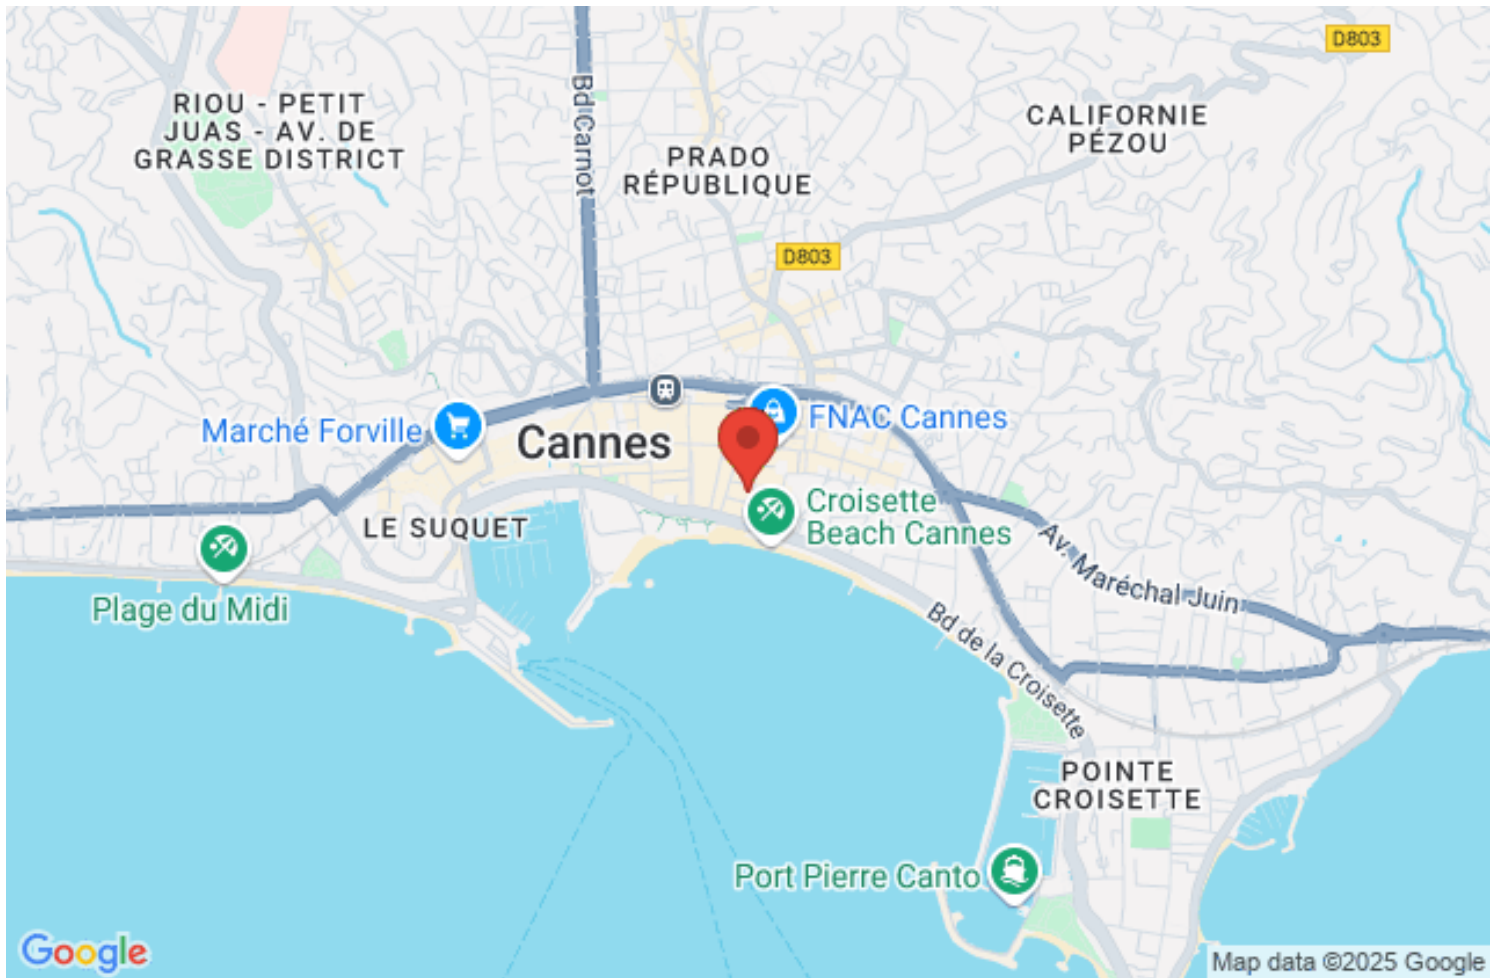 D803
RIOU - PETIT
JUAS - AV. DE
GRASSE DISTRICT
Bd Carnot
CALIFORNIE
PÉZOU
PRADO
RÉPUBLIQUE
D803
Marché Forville
Cannes
FNAC Cannes
LE SUQUET
Croisette
Beach Cannes
Plage du Midi
Av. Maréchal Juin
Bd de la Croisette
POINTE
CROISETTE
Port Pierre Canto
Google
Map data ©2025 Google